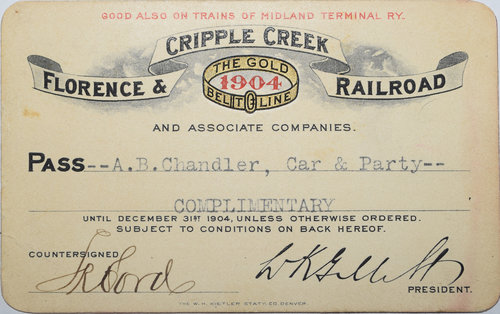 GOOD ALSO ON TRAINS OF MIDLAND TERMINAL RY.
CRIPPLE CREEK
FLORENCE & RAILROAD
THE GOLD
1904
BELT LINE
AND ASSOCIATE COMPANIES.
PASS--A.B.Chandler, Car & Party--
COMPLIMENTARY
UNTIL DECEMBER 31ST 1904, UNLESS OTHERWISE ORDERED.
SUBJECT TO CONDITIONS ON BACK HEREOF.
COUNTERSIGNED
PRESIDENT.
THE W.H. KISTLER STAT'Y CO. DENVER